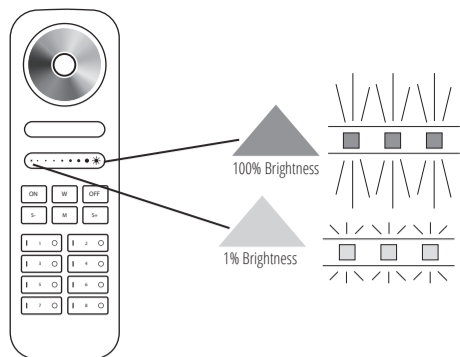 100% Brightness
1% Brightness
ON W OFF
S- M S+
I 1 O I 2 O
I 3 O I 4 O
I 5 O I 6 O
I 7 O I 8 O